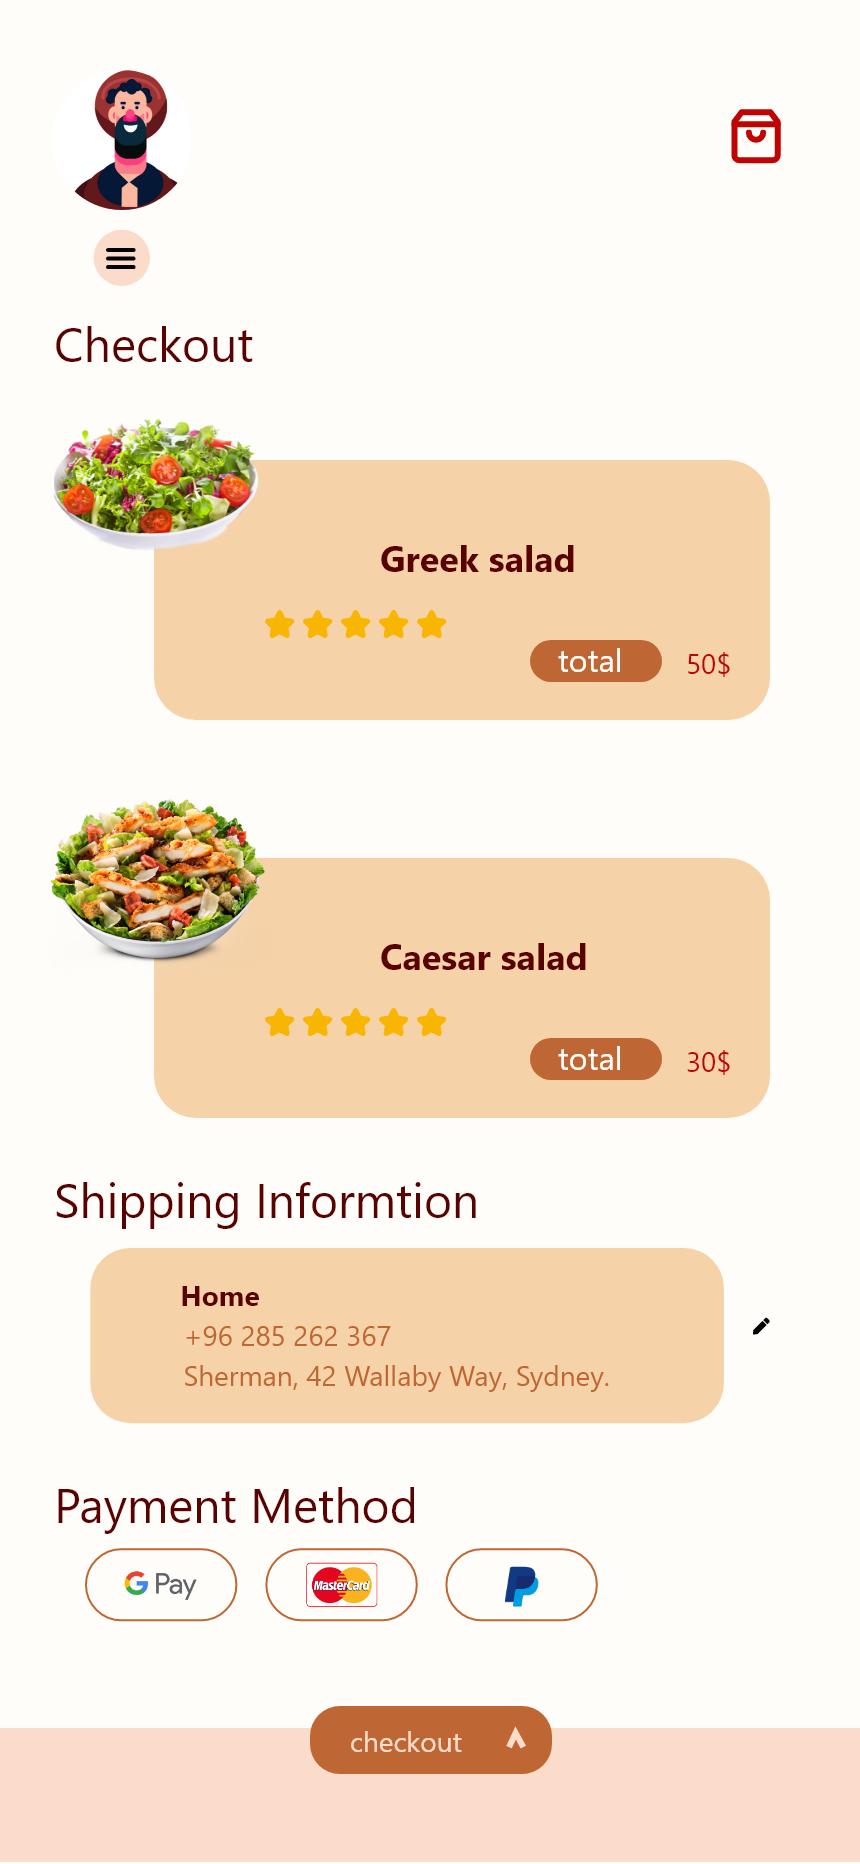 Checkout
Greek salad
total 50$
Caesar salad
total 30$
Shipping Informtion
Home
+96 285 262 367
Sherman, 42 Wallaby Way, Sydney.
Payment Method
G Pay MasterCard
checkout